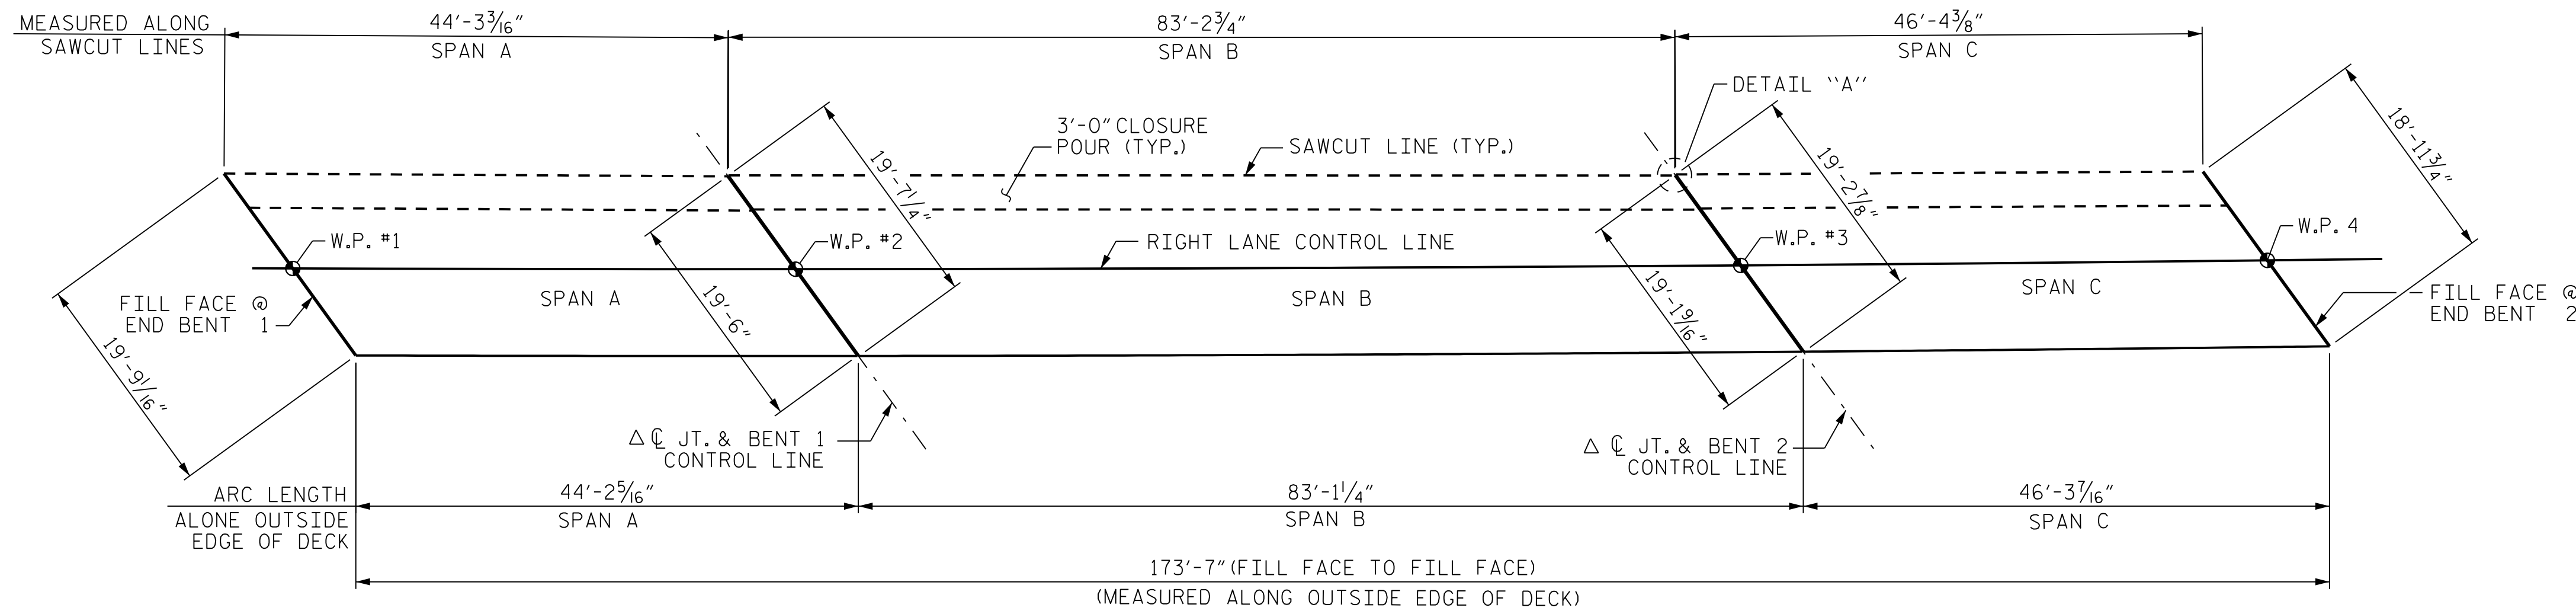 MEASURED ALONG
SAWCUT LINES
44'-3 3/16"
SPAN A
83'-2 3/4"
SPAN B
46'-4 3/8"
SPAN C
DETAIL ``A''
3'-0" CLOSURE
POUR (TYP.)
SAWCUT LINE (TYP.)
19'-7 1/4"
19'-2 7/8"
18'-11 3/4"
W.P. #1
W.P. #2
RIGHT LANE CONTROL LINE
W.P. #3
W.P. 4
FILL FACE @
END BENT 1
SPAN A
19'-6"
SPAN B
19'-1 9/16"
SPAN C
FILL FACE @
END BENT 2
19'-9 1/16"
△ ℄ JT. & BENT 1
CONTROL LINE
△ ℄ JT. & BENT 2
CONTROL LINE
ARC LENGTH
ALONE OUTSIDE
EDGE OF DECK
44'-2 5/16"
SPAN A
83'-1 1/4"
SPAN B
46'-3 7/16"
SPAN C
173'-7" (FILL FACE TO FILL FACE)
(MEASURED ALONG OUTSIDE EDGE OF DECK)